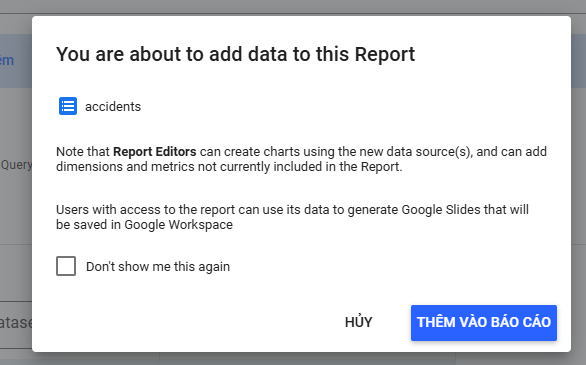 You are about to add data to this Report
êm
accidents
Note that Report Editors can create charts using the new data source(s), and can add
dimensions and metrics not currently included in the Report.
Query
Users with access to the report can use its data to generate Google Slides that will
be saved in Google Workspace
Don't show me this again
HỦY
THÊM VÀO BÁO CÁO
atase